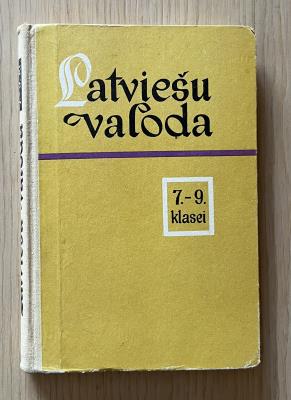 Latviešu
valoda
7.-9.
klasei